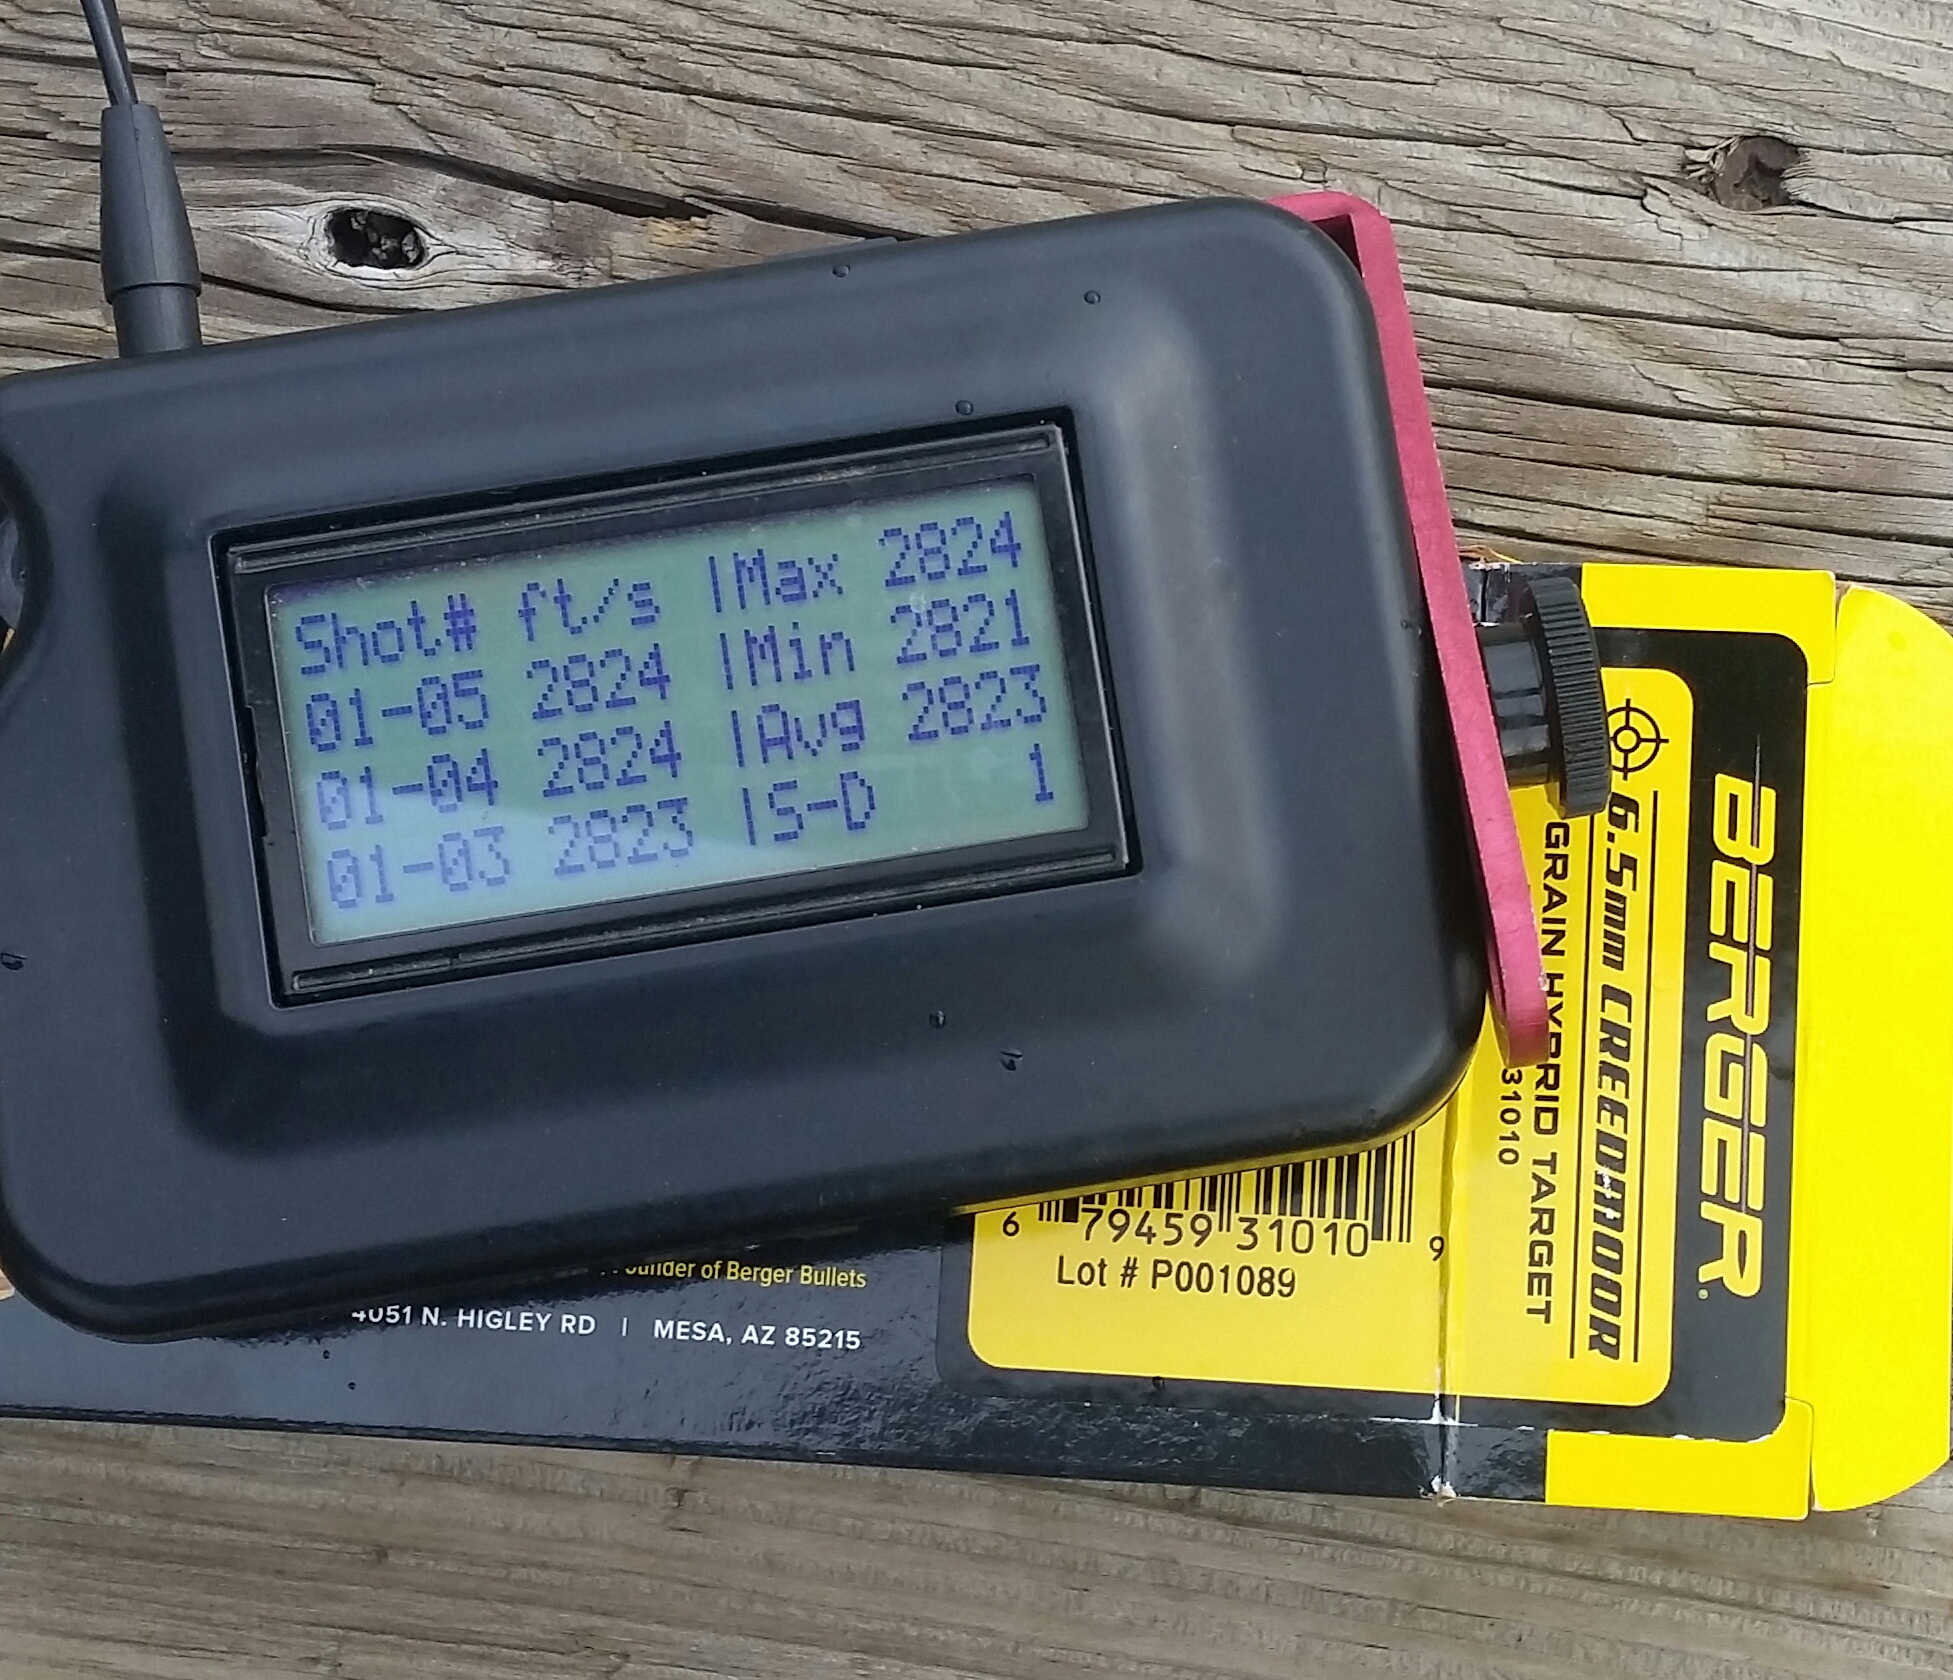 Shot# ft/s |Max 2824
01-05 2824 |Min 2821
01-04 2824 |Avg 2823
01-03 2823 |S-D 1
BERGER
6.5mm CREEDMOOR
GRAIN HYBRID TARGET
31010
6 79459 31010 9
Lot # P001089
of Berger Bullets
4051 N. HIGLEY RD | MESA, AZ 85215